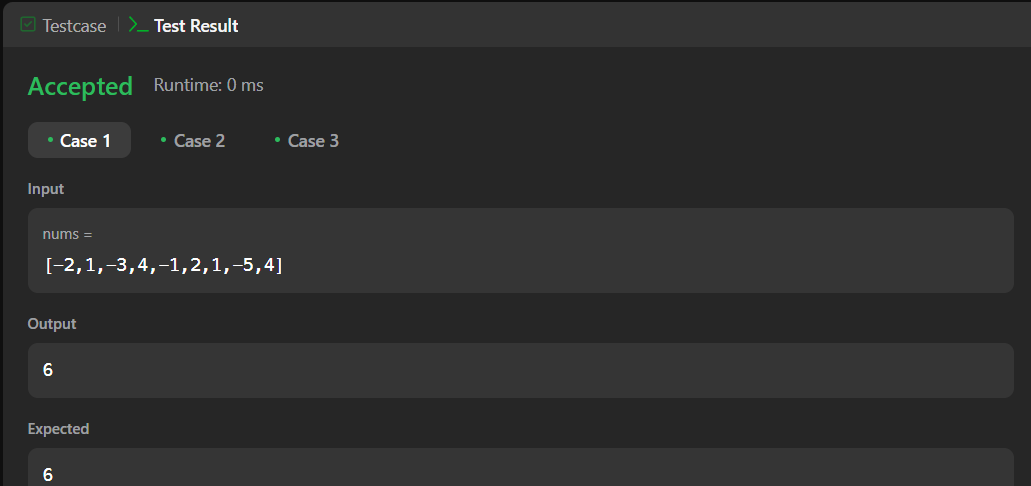 Testcase Test Result
Accepted Runtime: 0 ms
Case 1 Case 2 Case 3
Input
nums =
[-2,1,-3,4,-1,2,1,-5,4]
Output
6
Expected
6